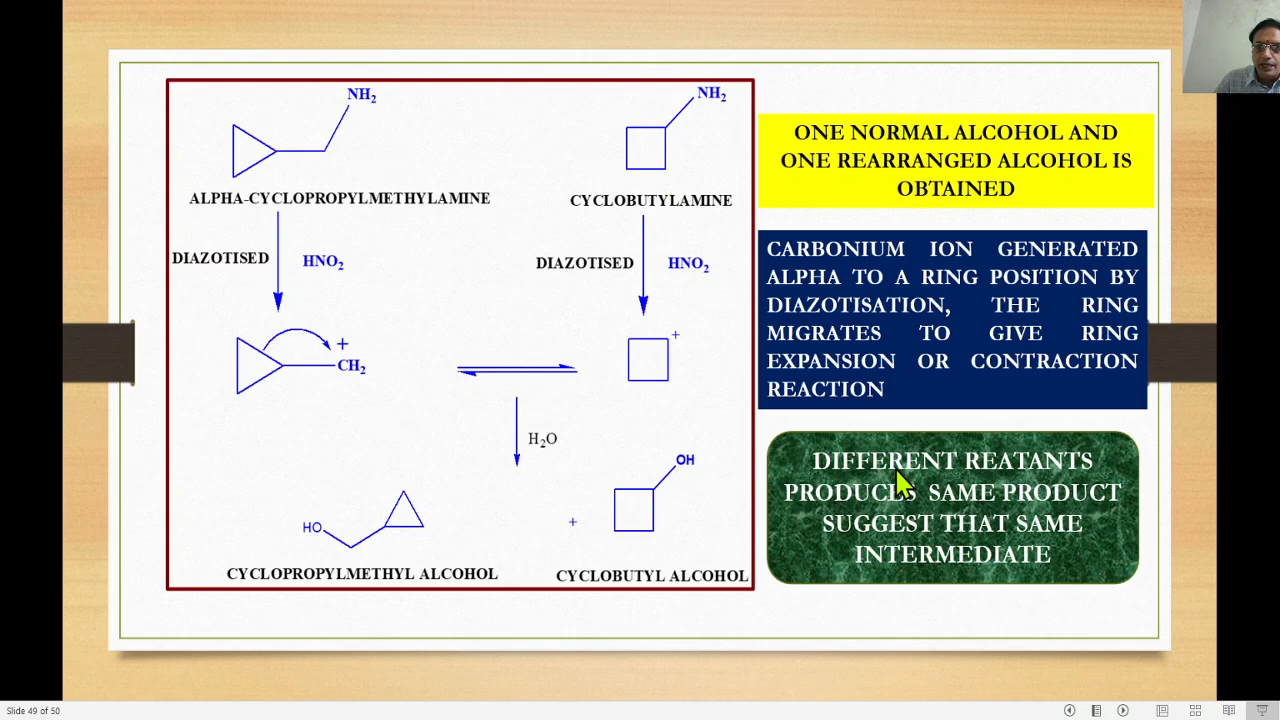 NH2
NH2
ALPHA-CYCLOPROPYLMETHYLAMINE
CYCLOBUTYLAMINE
DIAZOTISED
HNO2
DIAZOTISED
HNO2
+
CH2
+
H2O
HO
+
OH
CYCLOPROPYLMETHYL ALCOHOL
CYCLOBUTYL ALCOHOL
ONE NORMAL ALCOHOL AND
ONE REARRANGED ALCOHOL IS
OBTAINED
CARBONIUM ION GENERATED
ALPHA TO A RING POSITION BY
DIAZOTISATION, THE RING
MIGRATES TO GIVE RING
EXPANSION OR CONTRACTION
REACTION
DIFFERENT REATANTS
PRODUCES SAME PRODUCT
SUGGEST THAT SAME
INTERMEDIATE
Slide 49 of 50